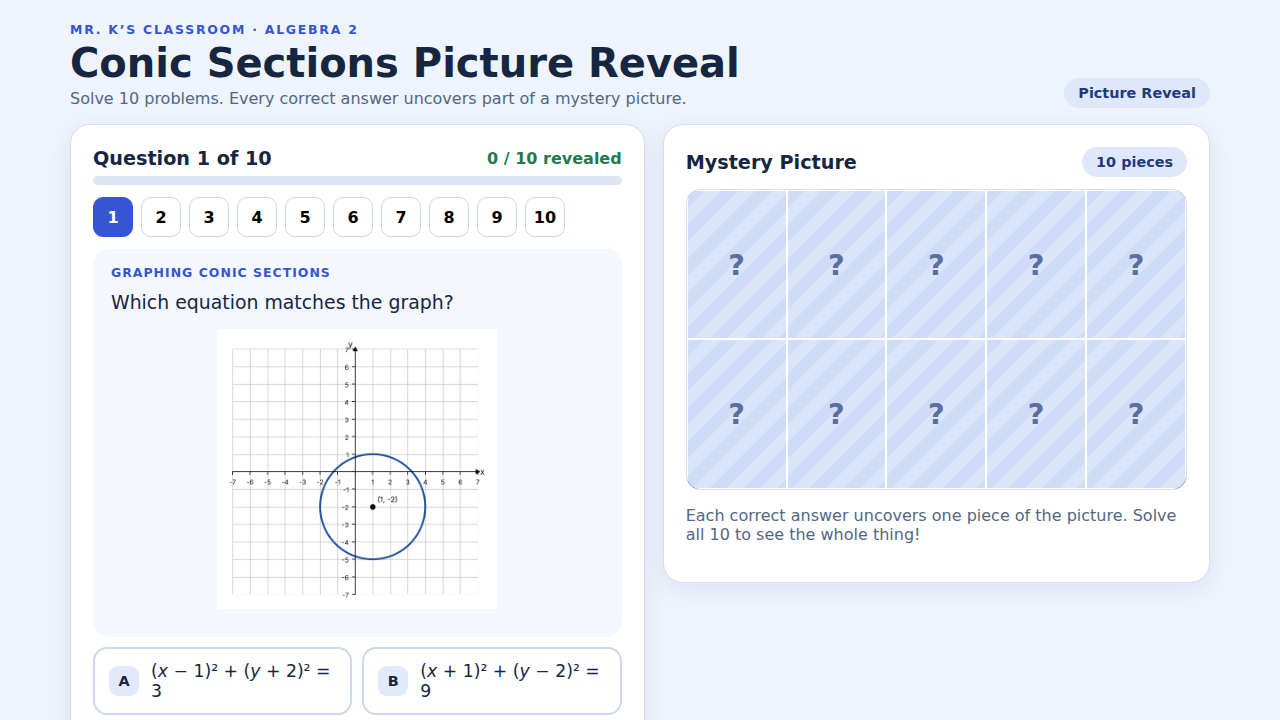 MR. K’S CLASSROOM · ALGEBRA 2
Conic Sections Picture Reveal
Solve 10 problems. Every correct answer uncovers part of a mystery picture.
Picture Reveal
Question 1 of 10
0 / 10 revealed
1 2 3 4 5 6 7 8 9 10
GRAPHING CONIC SECTIONS
Which equation matches the graph?
y
7
6
5
4
3
2
1
-7 -6 -5 -4 -3 -2 -1 1 2 3 4 5 6 7 x
-1
(1, -2)
-2
-3
-4
-5
-6
-7
A
(x − 1)² + (y + 2)² =
3
B
(x + 1)² + (y − 2)² =
9
Mystery Picture
10 pieces
? ? ? ? ?
? ? ? ? ?
Each correct answer uncovers one piece of the picture. Solve
all 10 to see the whole thing!